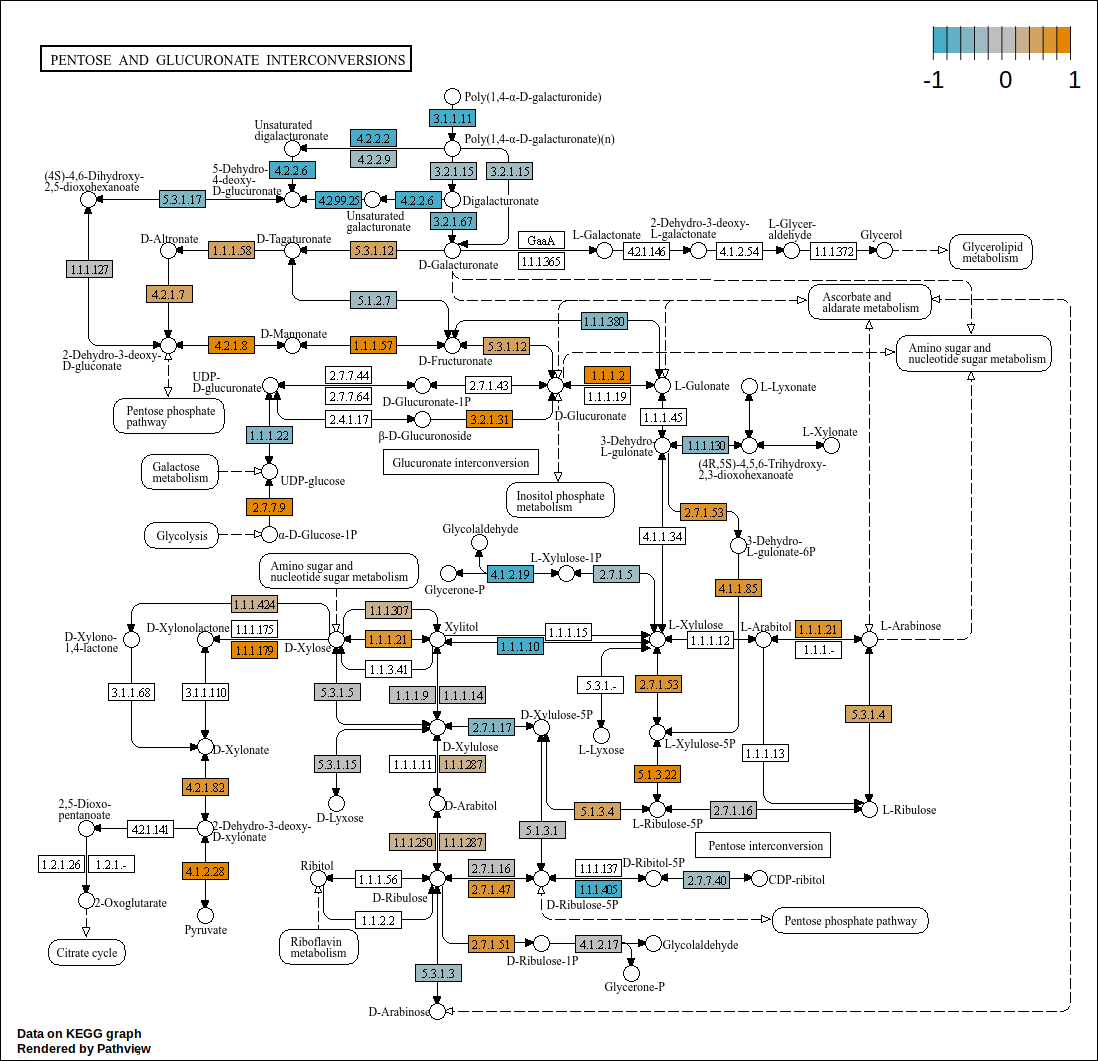 PENTOSE AND GLUCURONATE INTERCONVERSIONS
-1 0 1
Poly(1,4-α-D-galacturonide)
3.1.1.11
Unsaturated
digalacturonate
4.2.2.2
Poly(1,4-α-D-galacturonate)(n)
4.2.2.9
(4S)-4,6-Dihydroxy-
2,5-dioxohexanoate
5-Dehydro-
4-deoxy-
D-glucuronate
4.2.2.6
3.2.1.15
3.2.1.15
5.3.1.17
4.2.99.25
4.2.2.6
Digalacturonate
Unsaturated
galacturonate
3.2.1.67
D-Altronate
1.1.1.58
D-Tagaturonate
5.3.1.12
D-Galacturonate
GaaA
1.1.1.365
L-Galactonate
4.2.1.146
2-Dehydro-3-deoxy-
L-galactonate
4.1.2.54
L-Glycer-
aldehyde
1.1.1.372
Glycerol
Glycerolipid
metabolism
1.1.1.127
4.2.1.7
5.1.2.7
Ascorbate and
aldarate metabolism
1.1.1.380
2-Dehydro-3-deoxy-
D-gluconate
4.2.1.8
D-Mannonate
1.1.1.57
D-Fructuronate
5.3.1.12
Amino sugar and
nucleotide sugar metabolism
UDP-
D-glucuronate
2.7.7.44
2.7.7.64
D-Glucuronate-1P
2.7.1.43
1.1.1.2
1.1.1.19
L-Gulonate
L-Lyxonate
Pentose phosphate
pathway
2.4.1.17
β-D-Glucuronoside
3.2.1.31
D-Glucuronate
1.1.1.45
1.1.1.22
3-Dehydro-
L-gulonate
1.1.1.130
L-Xylonate
(4R,5S)-4,5,6-Trihydroxy-
2,3-dioxohexanoate
Glucuronate interconversion
Galactose
metabolism
UDP-glucose
Inositol phosphate
metabolism
2.7.7.9
2.7.1.53
Glycolysis
α-D-Glucose-1P
Glycolaldehyde
4.1.1.34
3-Dehydro-
L-gulonate-6P
Amino sugar and
nucleotide sugar metabolism
L-Xylulose-1P
Glycerone-P
4.1.2.19
2.7.1.5
4.1.1.85
1.1.1.424
1.1.1.307
D-Xylono-
1,4-lactone
D-Xylonolactone
1.1.1.175
1.1.1.179
D-Xylose
1.1.1.21
Xylitol
1.1.1.15
1.1.1.10
L-Xylulose
1.1.1.12
L-Arabitol
1.1.1.21
1.1.1.-
L-Arabinose
1.1.3.41
3.1.1.68
3.1.1.110
5.3.1.5
1.1.1.9
1.1.1.14
5.3.1.-
2.7.1.53
D-Xylulose-5P
5.3.1.4
2.7.1.17
D-Xylonate
D-Xylulose
L-Lyxose
L-Xylulose-5P
1.1.1.13
5.3.1.15
1.1.1.11
1.1.1.287
5.1.3.22
4.2.1.82
D-Lyxose
D-Arabitol
5.1.3.4
L-Ribulose-5P
2.7.1.16
L-Ribulose
2,5-Dioxo-
pentanoate
4.2.1.141
2-Dehydro-3-deoxy-
D-xylonate
1.1.1.250
1.1.1.287
5.1.3.1
Pentose interconversion
1.2.1.26
1.2.1.-
4.1.2.28
Ribitol
1.1.1.56
D-Ribulose
2.7.1.16
2.7.1.47
1.1.1.137
1.1.1.405
D-Ribitol-5P
2.7.7.40
CDP-ribitol
2-Oxoglutarate
Pyruvate
1.1.2.2
D-Ribulose-5P
Pentose phosphate pathway
Citrate cycle
Riboflavin
metabolism
2.7.1.51
D-Ribulose-1P
4.1.2.17
Glycolaldehyde
5.3.1.3
Glycerone-P
D-Arabinose
Data on KEGG graph
Rendered by Pathview